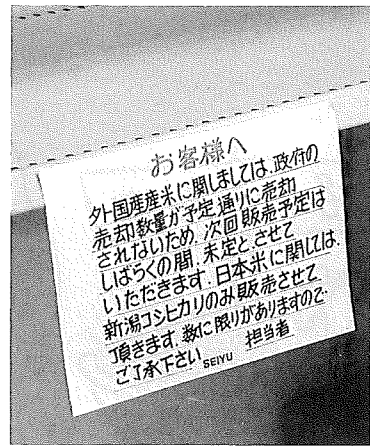 お客様へ
外国産産米に関しましては、政府の
売却数量が予定通りに売却
されないため、次回販売予定は
しばらくの間、未定とさせて
いただきます。日本米に関しては、
新潟コシヒカリのみ販売させて
頂きます。数に限りがありますので、
ご了承下さい。 SEIYU 担当者